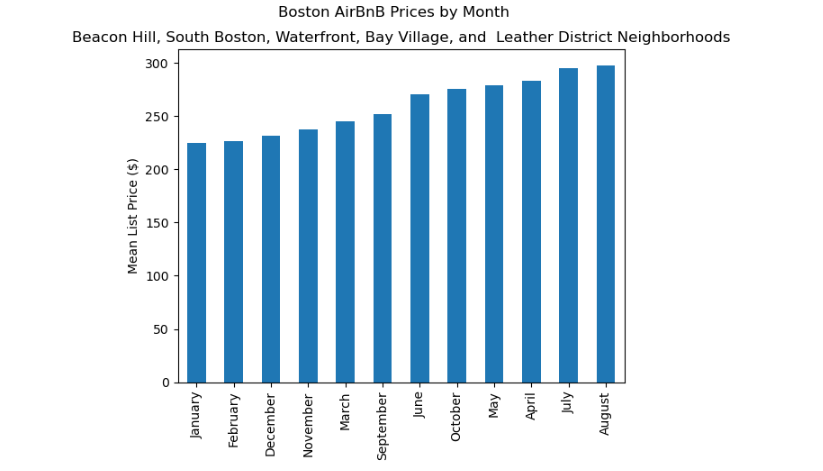 Boston AirBnB Prices by Month
Beacon Hill, South Boston, Waterfront, Bay Village, and  Leather District Neighborhoods
300
250
200
150
100
50
0
Mean List Price ($)
January
February
December
November
March
September
June
October
May
April
July
August